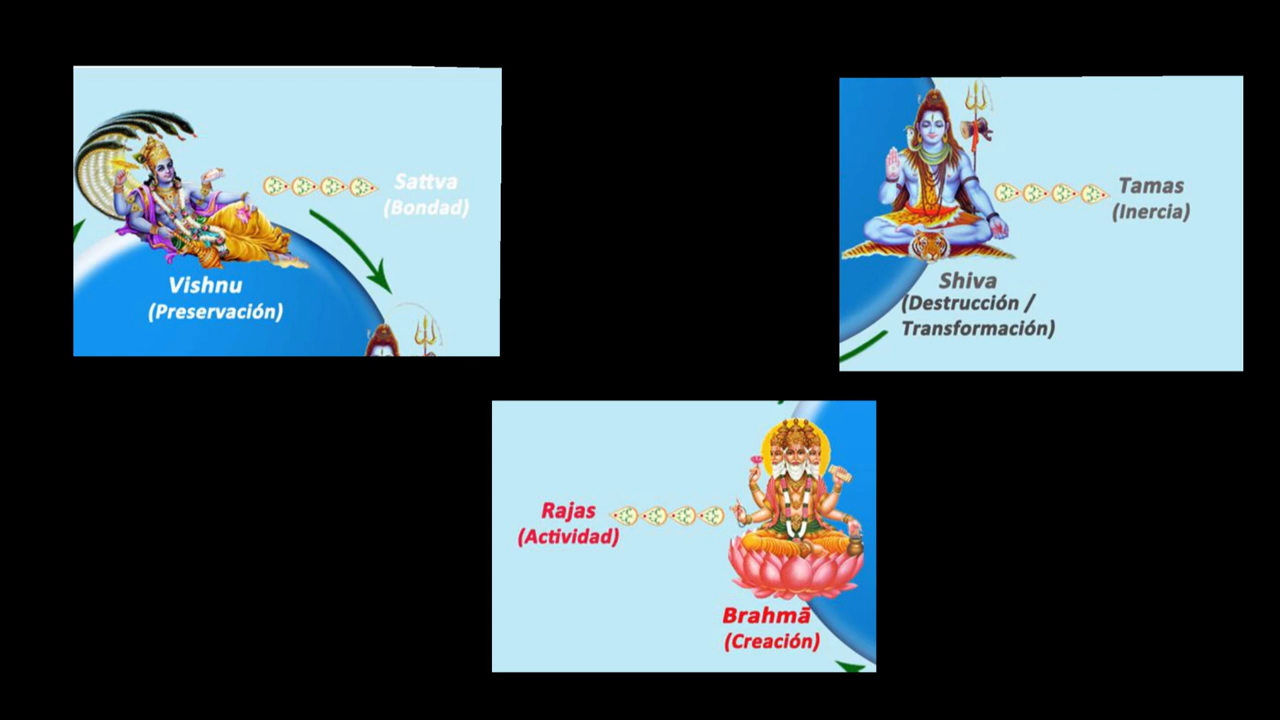 Sattva
(Bondad)
Vishnu
(Preservación)
Tamas
(Inercia)
Shiva
(Destrucción /
Transformación)
Rajas
(Actividad)
Brahmā
(Creación)